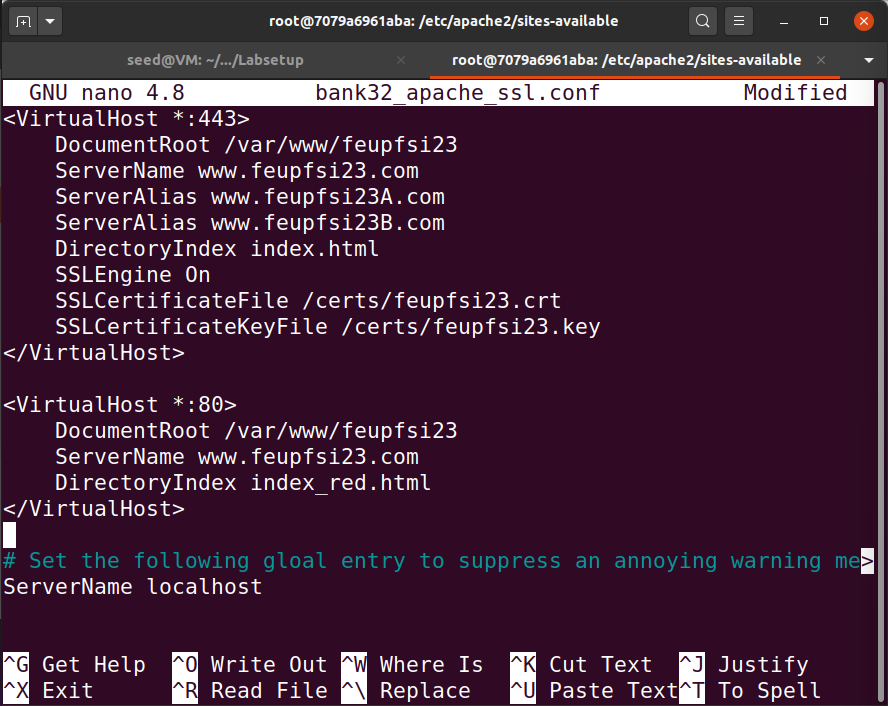 root@7079a6961aba: /etc/apache2/sites-available
seed@VM: ~/.../Labsetup
root@7079a6961aba: /etc/apache2/sites-available
GNU nano 4.8 bank32_apache_ssl.conf Modified
<VirtualHost *:443>
    DocumentRoot /var/www/feupfsi23
    ServerName www.feupfsi23.com
    ServerAlias www.feupfsi23A.com
    ServerAlias www.feupfsi23B.com
    DirectoryIndex index.html
    SSLEngine On
    SSLCertificateFile /certs/feupfsi23.crt
    SSLCertificateKeyFile /certs/feupfsi23.key
</VirtualHost>
<VirtualHost *:80>
    DocumentRoot /var/www/feupfsi23
    ServerName www.feupfsi23.com
    DirectoryIndex index_red.html
</VirtualHost>
# Set the following gloal entry to suppress an annoying warning me>
ServerName localhost
^G Get Help ^O Write Out ^W Where Is ^K Cut Text ^J Justify
^X Exit ^R Read File ^\ Replace ^U Paste Text ^T To Spell